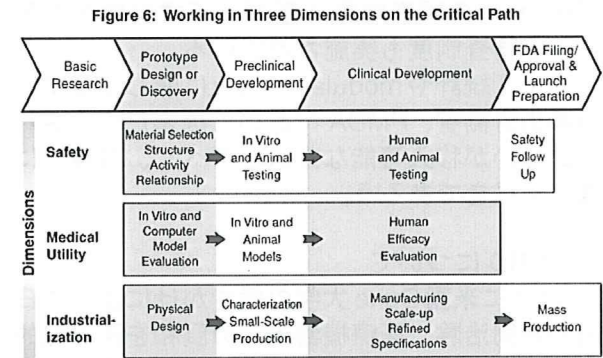 Figure 6: Working in Three Dimensions on the Critical Path
Basic
Research
Prototype
Design or
Discovery
Preclinical
Development
Clinical Development
FDA Filing/
Approval &
Launch
Preparation
Dimensions
Safety
Material Selection
Structure
Activity
Relationship
In Vitro
and Animal
Testing
Human
and Animal
Testing
Safety
Follow
Up
Medical
Utility
In Vitro and
Computer
Model
Evaluation
In Vitro and
Animal
Models
Human
Efficacy
Evaluation
Industrial-
ization
Physical
Design
Characterization
Small-Scale
Production
Manufacturing
Scale-up
Refined
Specifications
Mass
Production